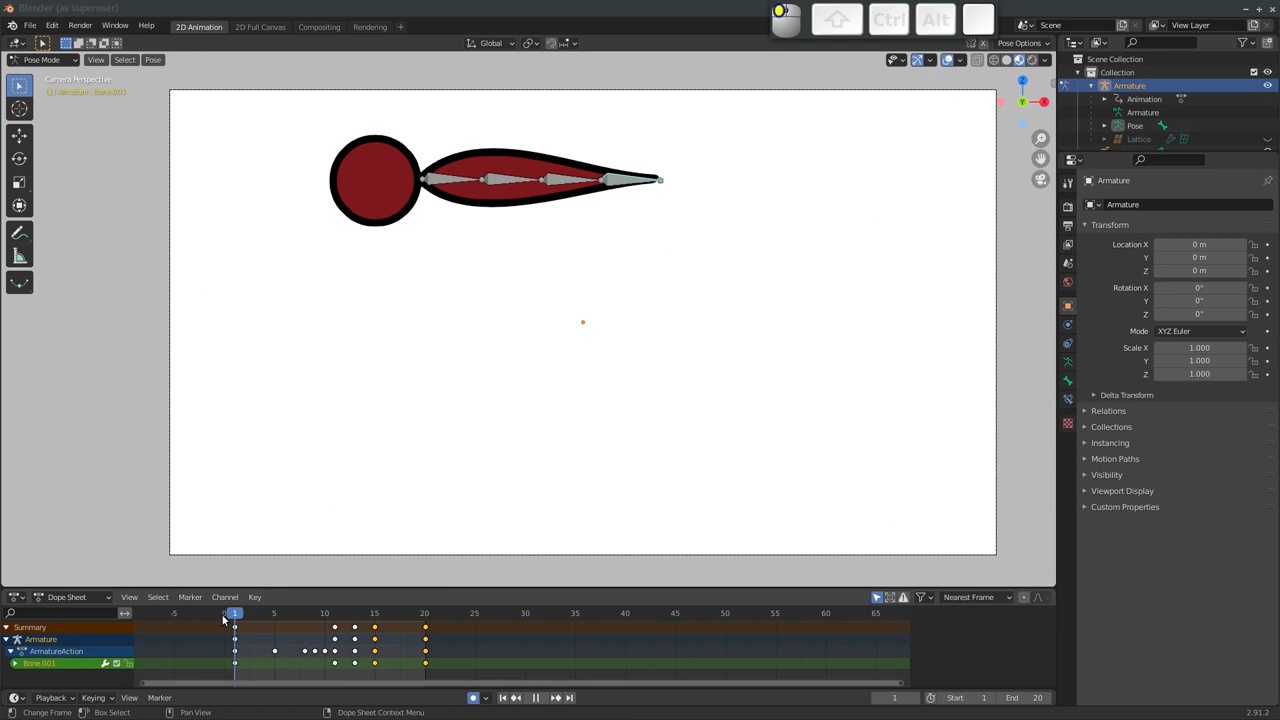 Blender (as superuser)
File Edit Render Window Help 2D Animation 2D Full Canvas Compositing Rendering + Scene View Layer
Ctrl Alt
Global Pose Options
Pose Mode View Select Pose
Camera Perspective
(1) Armature : Bone.001
Z
Y X
Scene Collection
Collection
Armature
Animation
Armature
Pose
Lattice
Armature
Armature
Transform
Location X 0 m
Y 0 m
Z 0 m
Rotation X 0°
Y 0°
Z 0°
Mode XYZ Euler
Scale X 1.000
Y 1.000
Z 1.000
Delta Transform
Relations
Collections
Instancing
Motion Paths
Visibility
Viewport Display
Custom Properties
Dope Sheet View Select Marker Channel Key Nearest Frame
-5 0 1 5 10 15 20 25 30 35 40 45 50 55 60 65
Summary
Armature
ArmatureAction
Bone.001
Playback Keying View Marker 1 Start 1 End 20
Change Frame Box Select Pan View Dope Sheet Context Menu 2.91.2